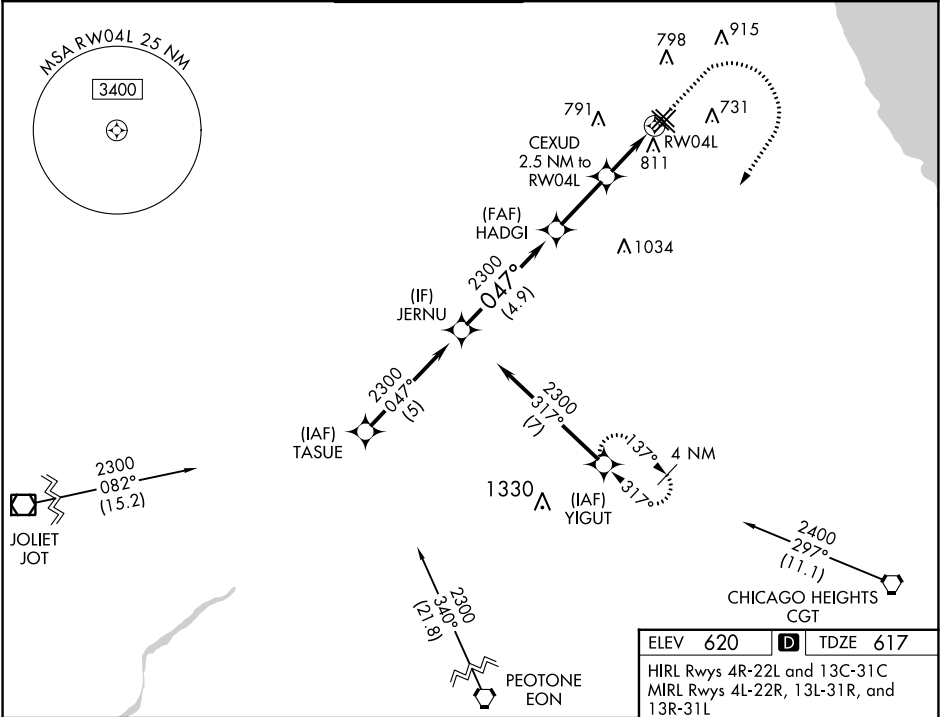 MSA RW04L 25 NM
3400
798
915
791
731
RW04L
811
CEXUD
2.5 NM to
RW04L
(FAF)
HADGI
1034
2300
047°
(4.9)
(IF)
JERNU
2300
047°
(5)
(IAF)
TASUE
2300
317°
(7)
137°
4 NM
317°
1330
(IAF)
YIGUT
2300
082°
(15.2)
JOLIET
JOT
2400
297°
(11.1)
CHICAGO HEIGHTS
CGT
2300
340°
(21.8)
PEOTONE
EON
ELEV 620 D TDZE 617
HIRL Rwys 4R-22L and 13C-31C
MIRL Rwys 4L-22R, 13L-31R, and
13R-31L